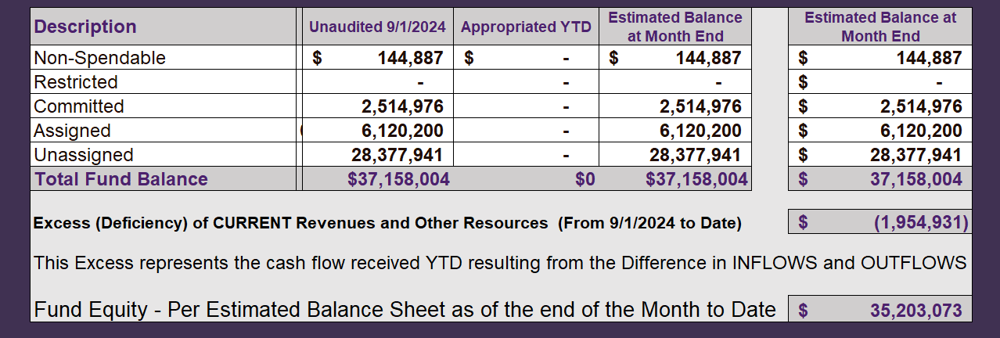 Description Unaudited 9/1/2024 Appropriated YTD Estimated Balance at Month End Estimated Balance at Month End
Non-Spendable $ 144,887 $ - $ 144,887 $ 144,887
Restricted - - - $ -
Committed 2,514,976 - 2,514,976 $ 2,514,976
Assigned ( 6,120,200 - 6,120,200 $ 6,120,200
Unassigned 28,377,941 - 28,377,941 $ 28,377,941
Total Fund Balance $37,158,004 $0 $37,158,004 $ 37,158,004
Excess (Deficiency) of CURRENT Revenues and Other Resources (From 9/1/2024 to Date) $ (1,954,931)
This Excess represents the cash flow received YTD resulting from the Difference in INFLOWS and OUTFLOWS
Fund Equity - Per Estimated Balance Sheet as of the end of the Month to Date $ 35,203,073